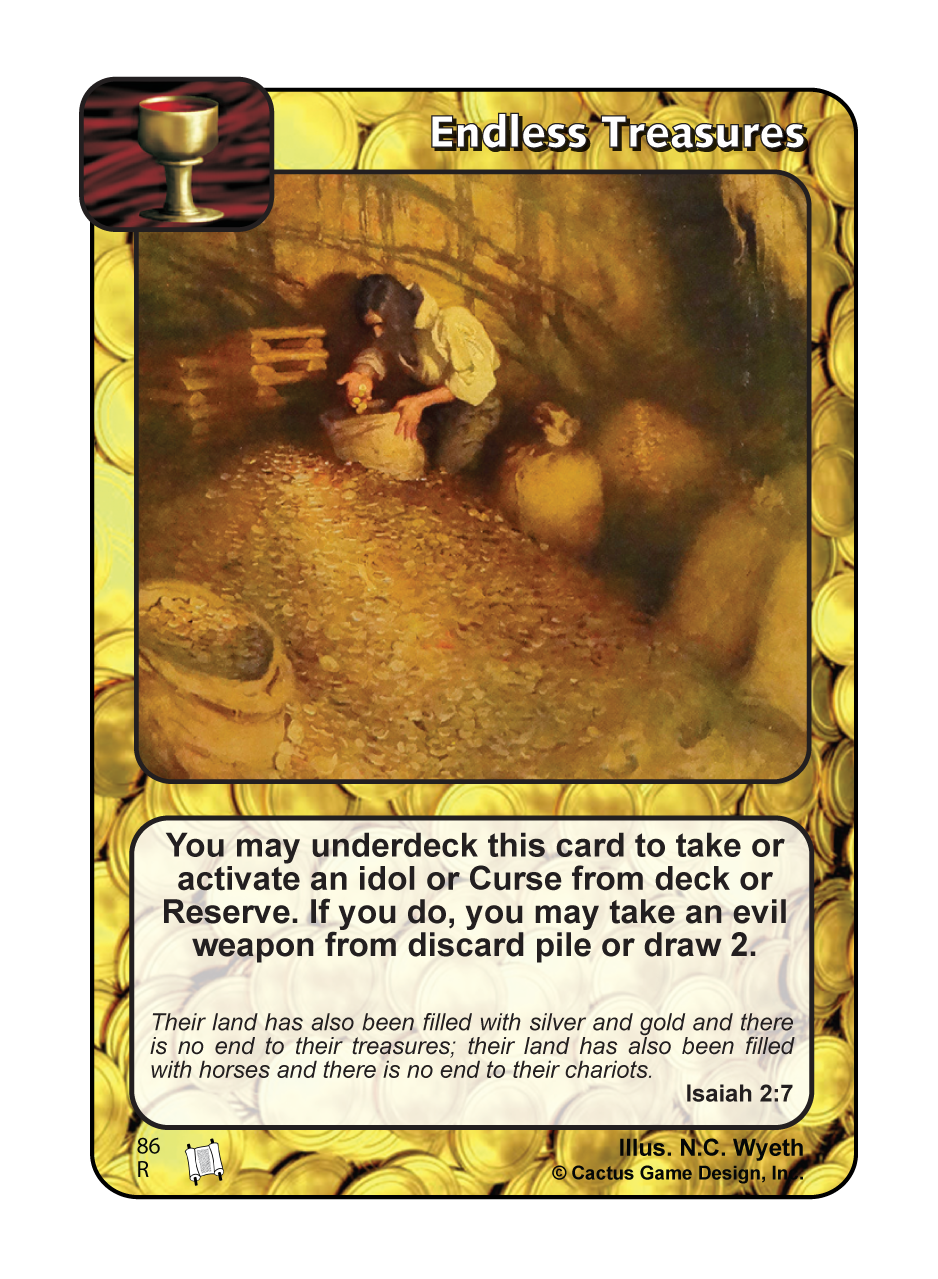 Endless Treasures
You may underdeck this card to take or
activate an idol or Curse from deck or
Reserve. If you do, you may take an evil
weapon from discard pile or draw 2.
Their land has also been filled with silver and gold and there
is no end to their treasures; their land has also been filled
with horses and there is no end to their chariots.
Isaiah 2:7
86
R
Illus. N.C. Wyeth
© Cactus Game Design, Inc.